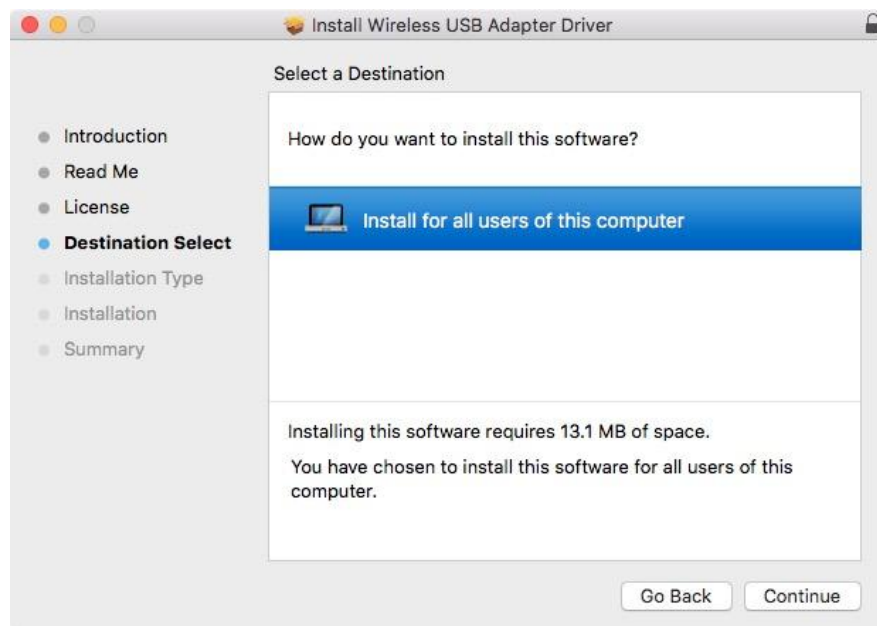 Install Wireless USB Adapter Driver
Select a Destination
Introduction
Read Me
License
Destination Select
Installation Type
Installation
Summary
How do you want to install this software?
Install for all users of this computer
Installing this software requires 13.1 MB of space.
You have chosen to install this software for all users of this
computer.
Go Back
Continue